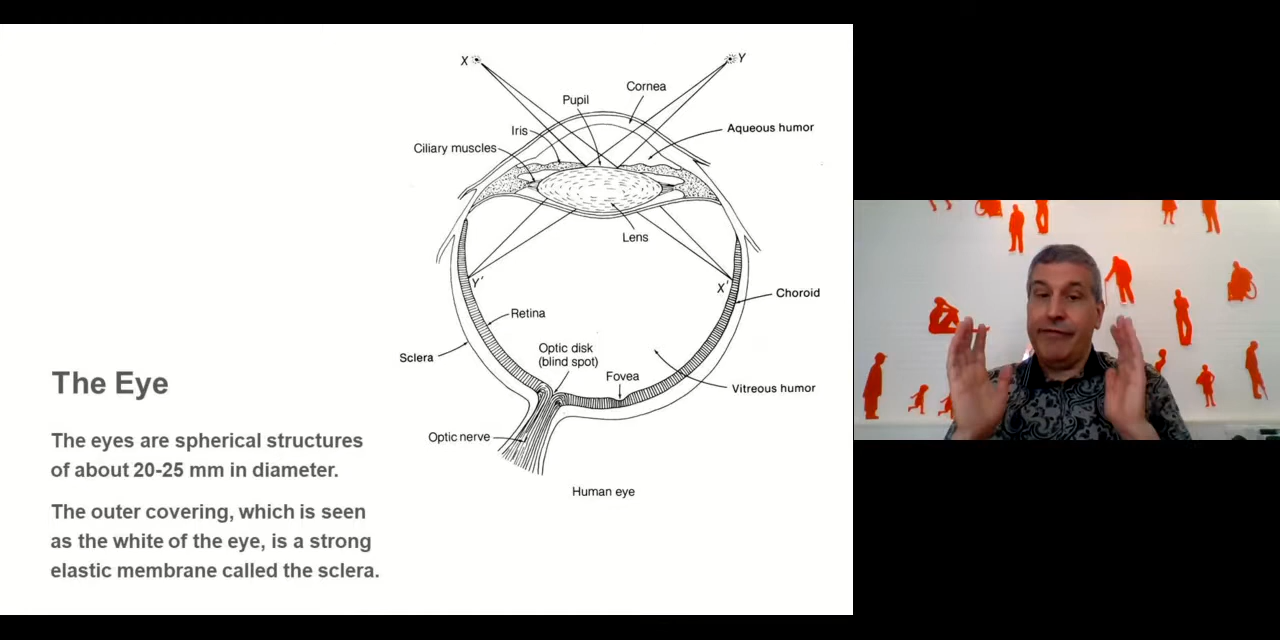 X
Y
Cornea
Pupil
Aqueous humor
Iris
Ciliary muscles
Lens
Y'
X'
Choroid
Retina
Optic disk
(blind spot)
Sclera
Fovea
Vitreous humor
Optic nerve
Human eye
The Eye
The eyes are spherical structures
of about 20-25 mm in diameter.
The outer covering, which is seen
as the white of the eye, is a strong
elastic membrane called the sclera.